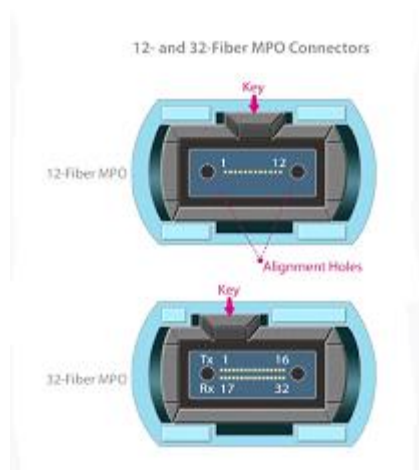 12- and 32-Fiber MPO Connectors
Key
1 12
12-Fiber MPO
Alignment Holes
Key
Tx 1 16
32-Fiber MPO
Rx 17 32